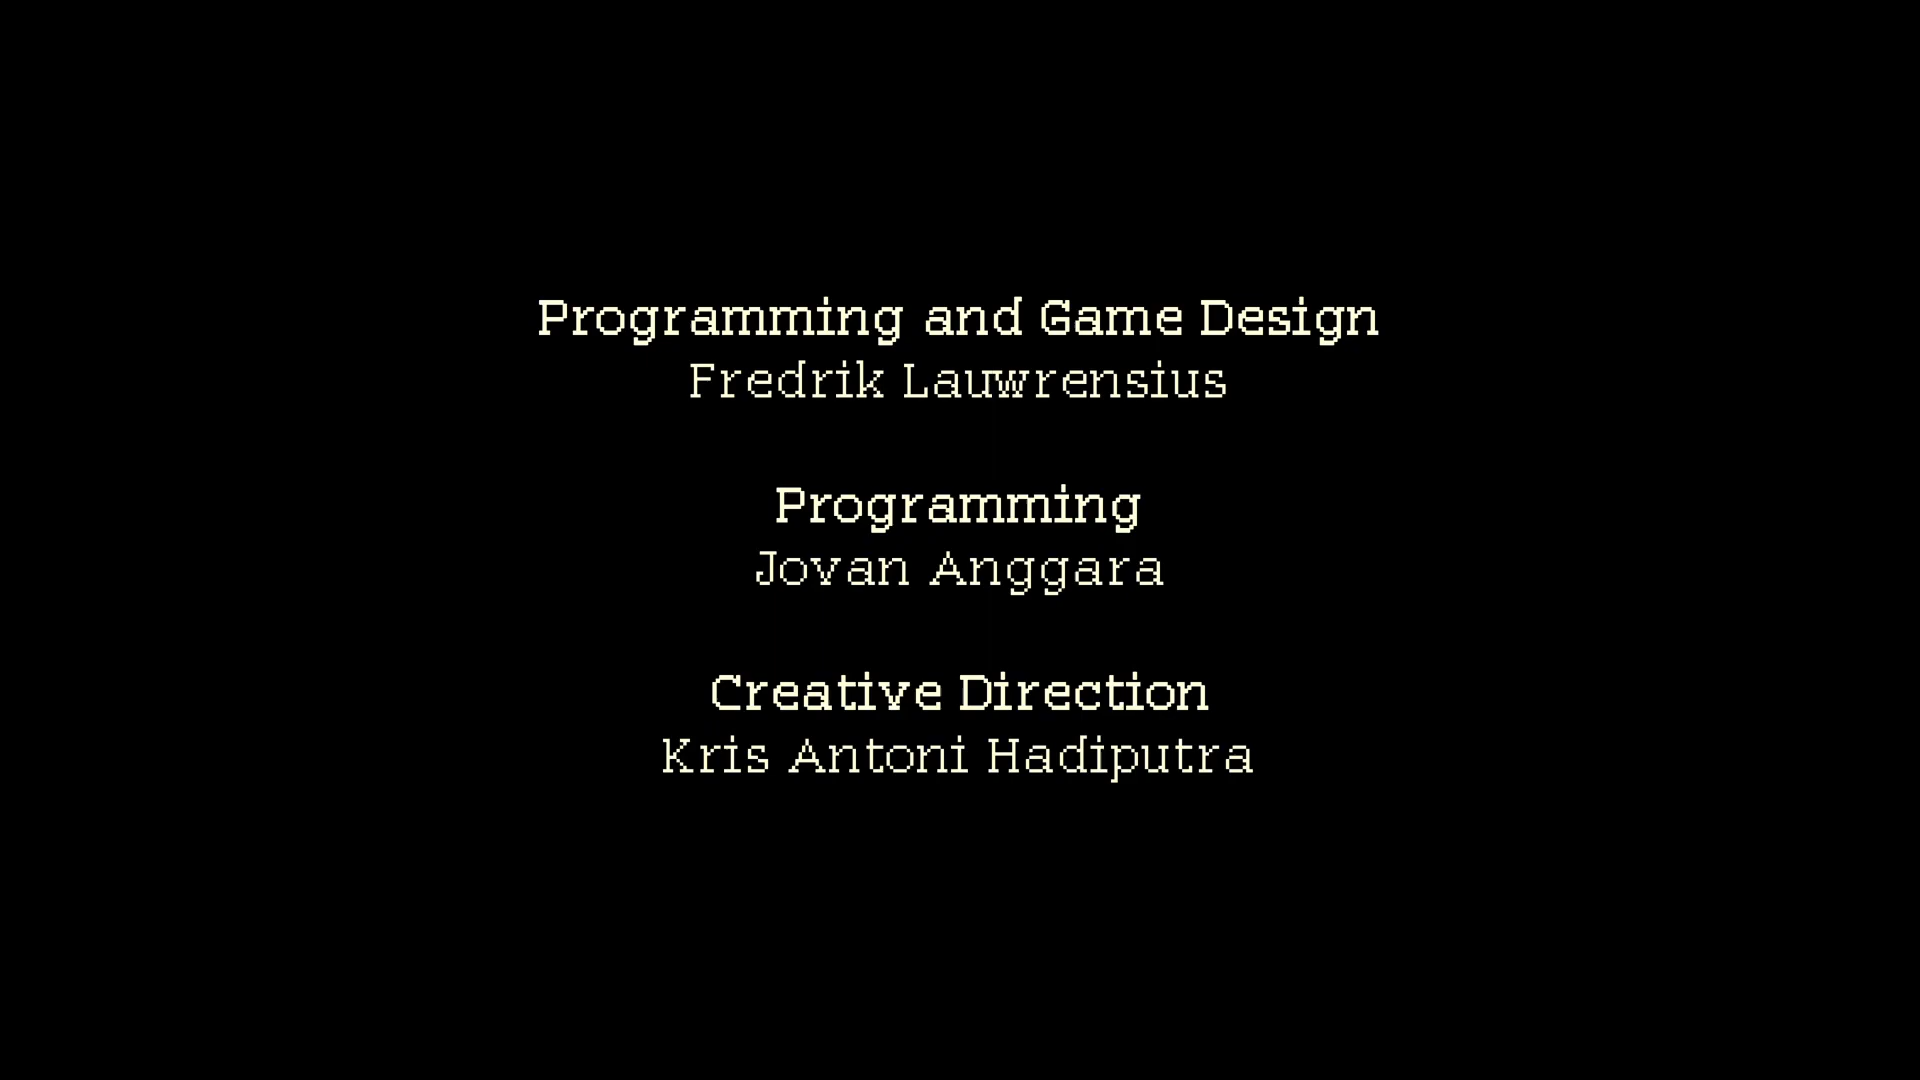 Programming and Game Design
Fredrik Lauwrensius
Programming
Jovan Anggara
Creative Direction
Kris Antoni Hadiputra